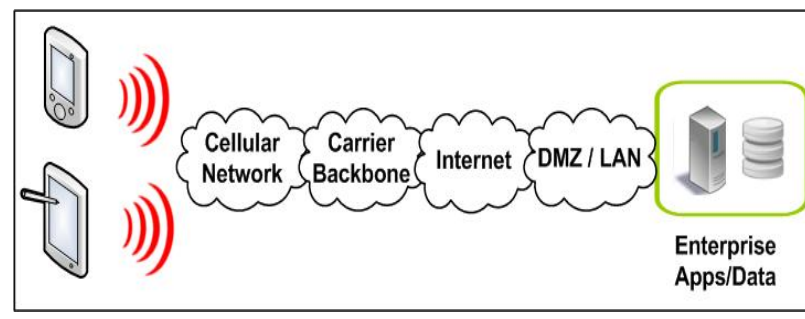 Cellular
Network
Carrier
Backbone
Internet
DMZ / LAN
Enterprise
Apps/Data